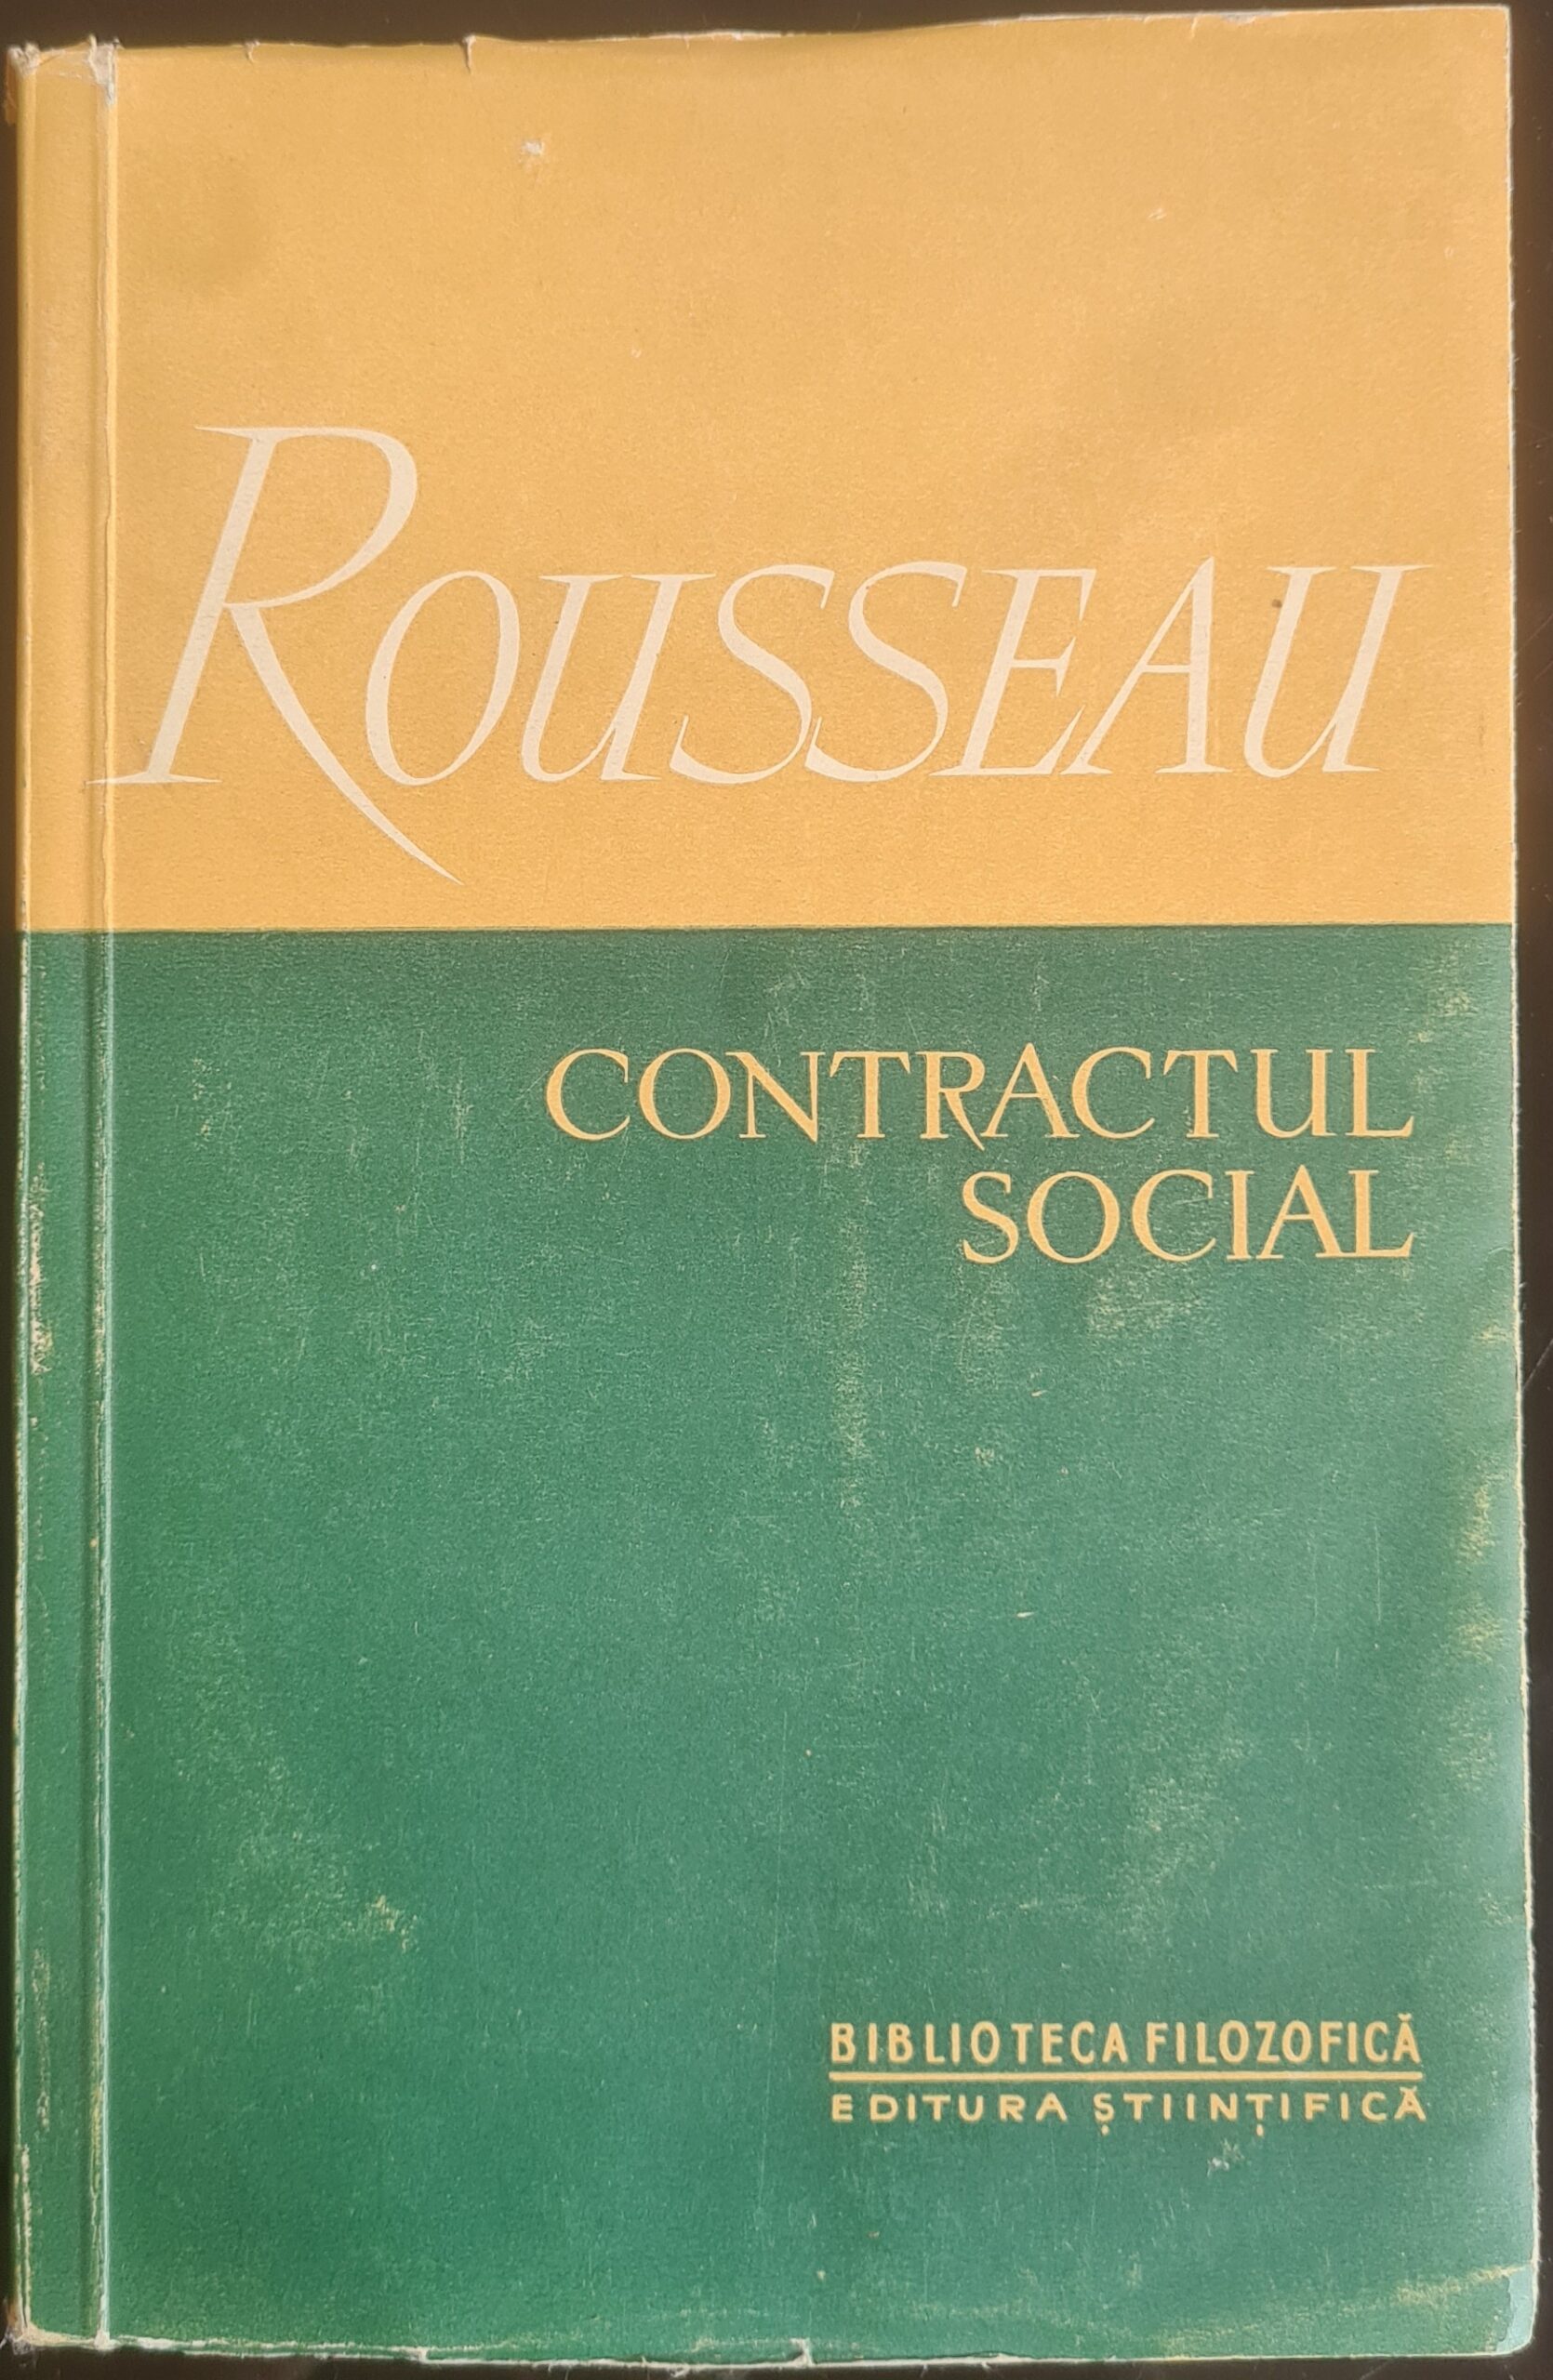 ROUSSEAU
CONTRACTUL
SOCIAL
BIBLIOTECA FILOZOFICĂ
EDITURA ȘTIINȚIFICĂ